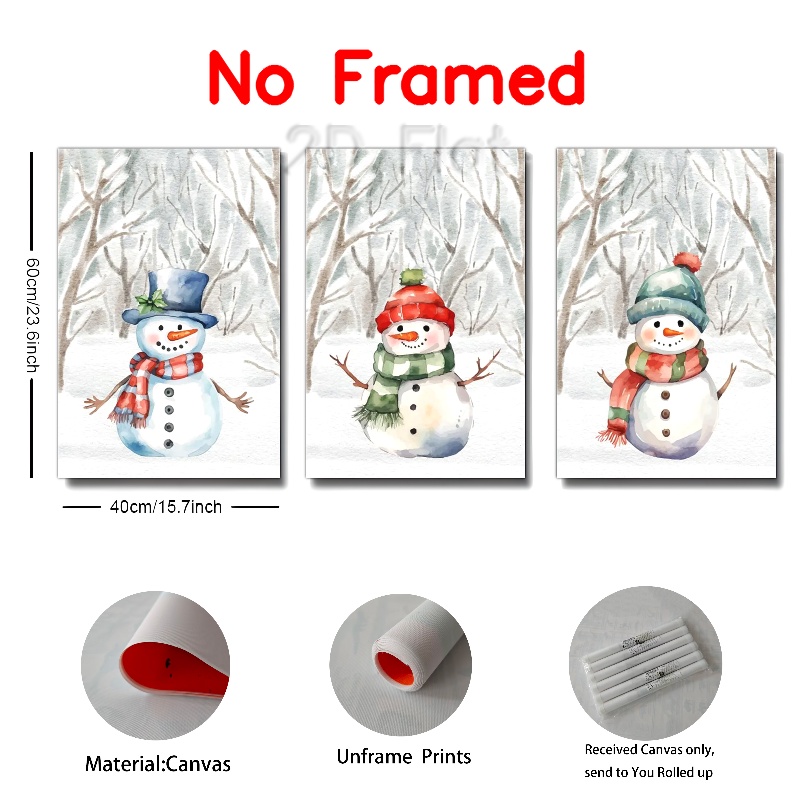 No Framed
2D Flat
60cm/23.6inch
40cm/15.7inch
Material:Canvas
Unframe Prints
Received Canvas only,
send to You Rolled up